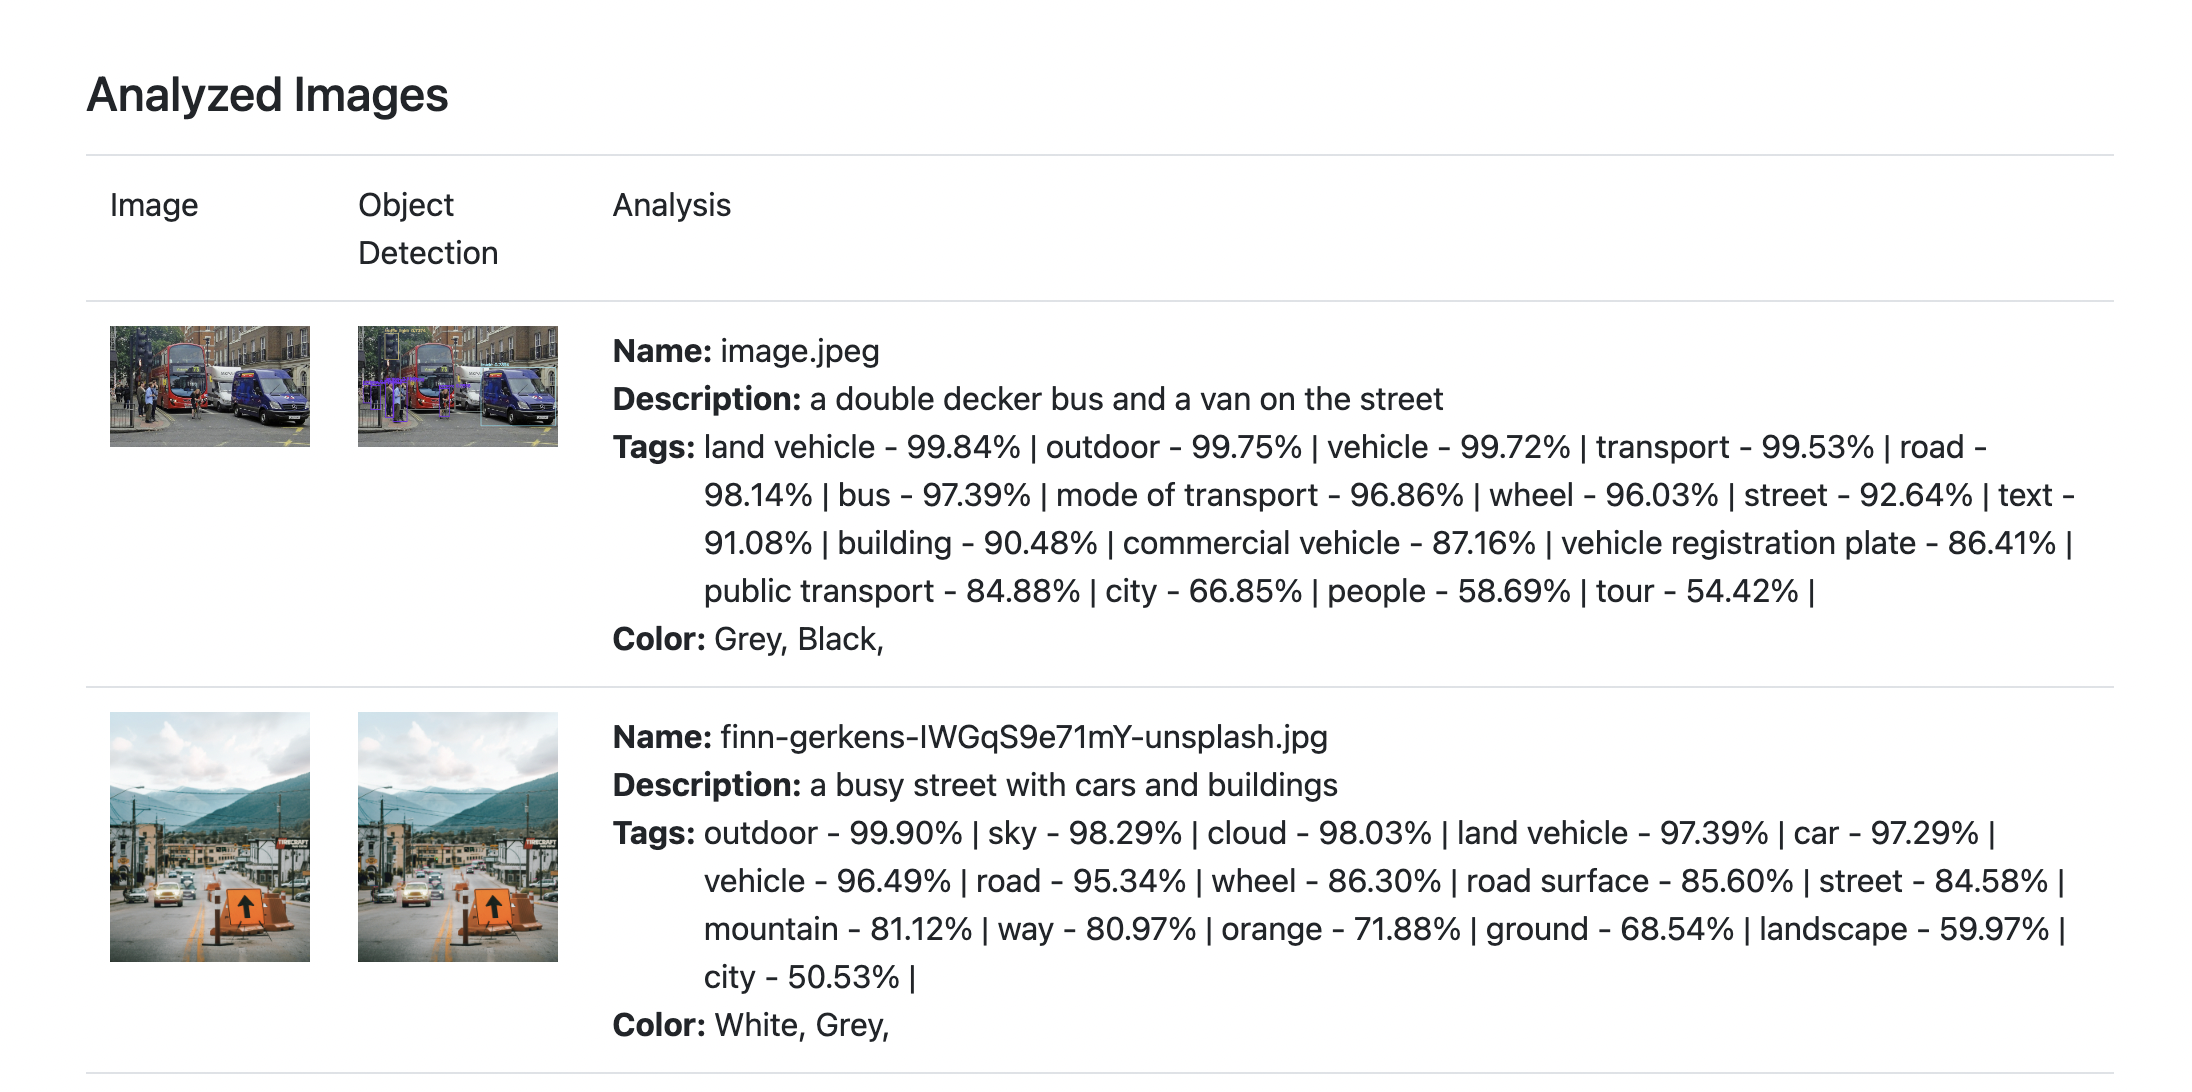 Analyzed Images
Image
Object
Detection
Analysis
Name: image.jpeg
Description: a double decker bus and a van on the street
Tags: land vehicle - 99.84% | outdoor - 99.75% | vehicle - 99.72% | transport - 99.53% | road -
98.14% | bus - 97.39% | mode of transport - 96.86% | wheel - 96.03% | street - 92.64% | text -
91.08% | building - 90.48% | commercial vehicle - 87.16% | vehicle registration plate - 86.41% |
public transport - 84.88% | city - 66.85% | people - 58.69% | tour - 54.42% |
Color: Grey, Black,
TIRECRAFT
TIRECRAFT
Name: finn-gerkens-IWGqS9e71mY-unsplash.jpg
Description: a busy street with cars and buildings
Tags: outdoor - 99.90% | sky - 98.29% | cloud - 98.03% | land vehicle - 97.39% | car - 97.29% |
vehicle - 96.49% | road - 95.34% | wheel - 86.30% | road surface - 85.60% | street - 84.58% |
mountain - 81.12% | way - 80.97% | orange - 71.88% | ground - 68.54% | landscape - 59.97% |
city - 50.53% |
Color: White, Grey,